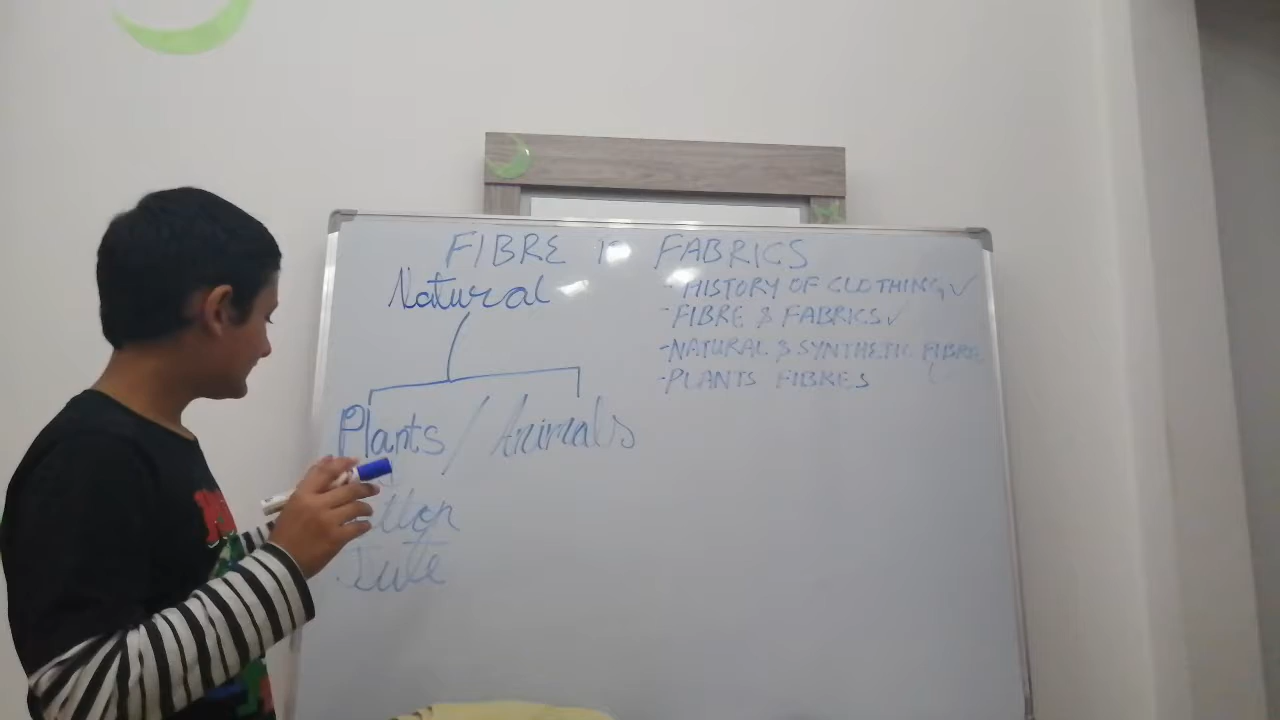 FIBRE TO FABRICS
Natural
Plants / Animals
Jute
- HISTORY OF CLOTHING ✓
- FIBRE & FABRICS ✓
- NATURAL & SYNTHETIC FIBRE
- PLANTS FIBRES